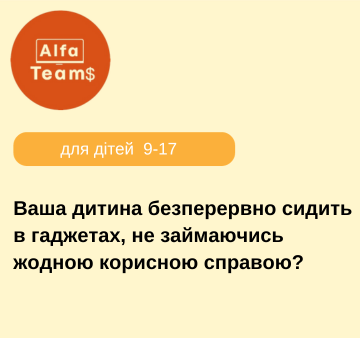 Alfa
Team$
для дітей 9-17
Ваша дитина безперервно сидить
в гаджетах, не займаючись
жодною корисною справою?